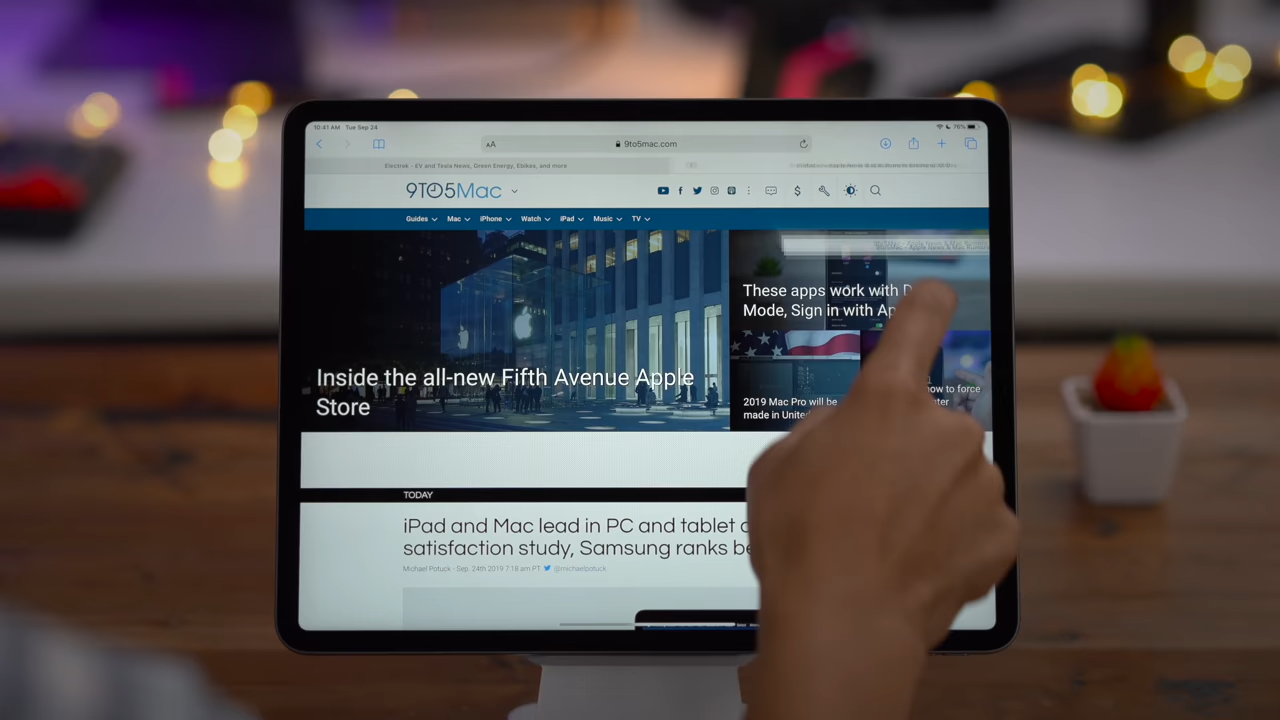 10:41 AM Tue Sep 24
76%
AA
9to5mac.com
Electrek - EV and Tesla News, Green Energy, Ebikes, and more
9TO5Mac
$
Guides Mac iPhone Watch iPad Music TV
Inside the all-new Fifth Avenue Apple
Store
These apps work with D
Mode, Sign in with Ap
2019 Mac Pro will be
made in United
how to force
TODAY
iPad and Mac lead in PC and tablet
satisfaction study, Samsung ranks be
Michael Potuck - Sep. 24th 2019 7:18 am PT @michaelpotuck